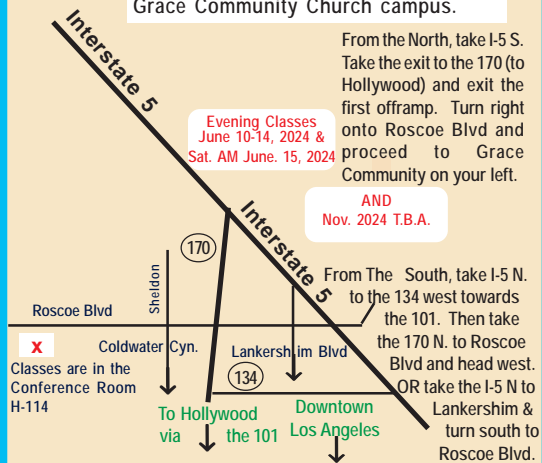 Grace Community Church campus.
Interstate 5
From the North, take I-5 S.
Take the exit to the 170 (to
Hollywood) and exit the
first offramp. Turn right
onto Roscoe Blvd and
proceed to Grace
Community on your left.
Evening Classes
June 10-14, 2024 &
Sat. AM June. 15, 2024
AND
Nov. 2024 T.B.A.
Interstate 5
170
Sheldon
From The South, take I-5 N.
to the 134 west towards
the 101. Then take
the 170 N. to Roscoe
Blvd and head west.
OR take the I-5 N to
Lankershim &
turn south to
Roscoe Blvd.
Roscoe Blvd
X
Coldwater Cyn.
Lankershim Blvd
Classes are in the
Conference Room
H-114
134
To Hollywood
via the 101
Downtown
Los Angeles